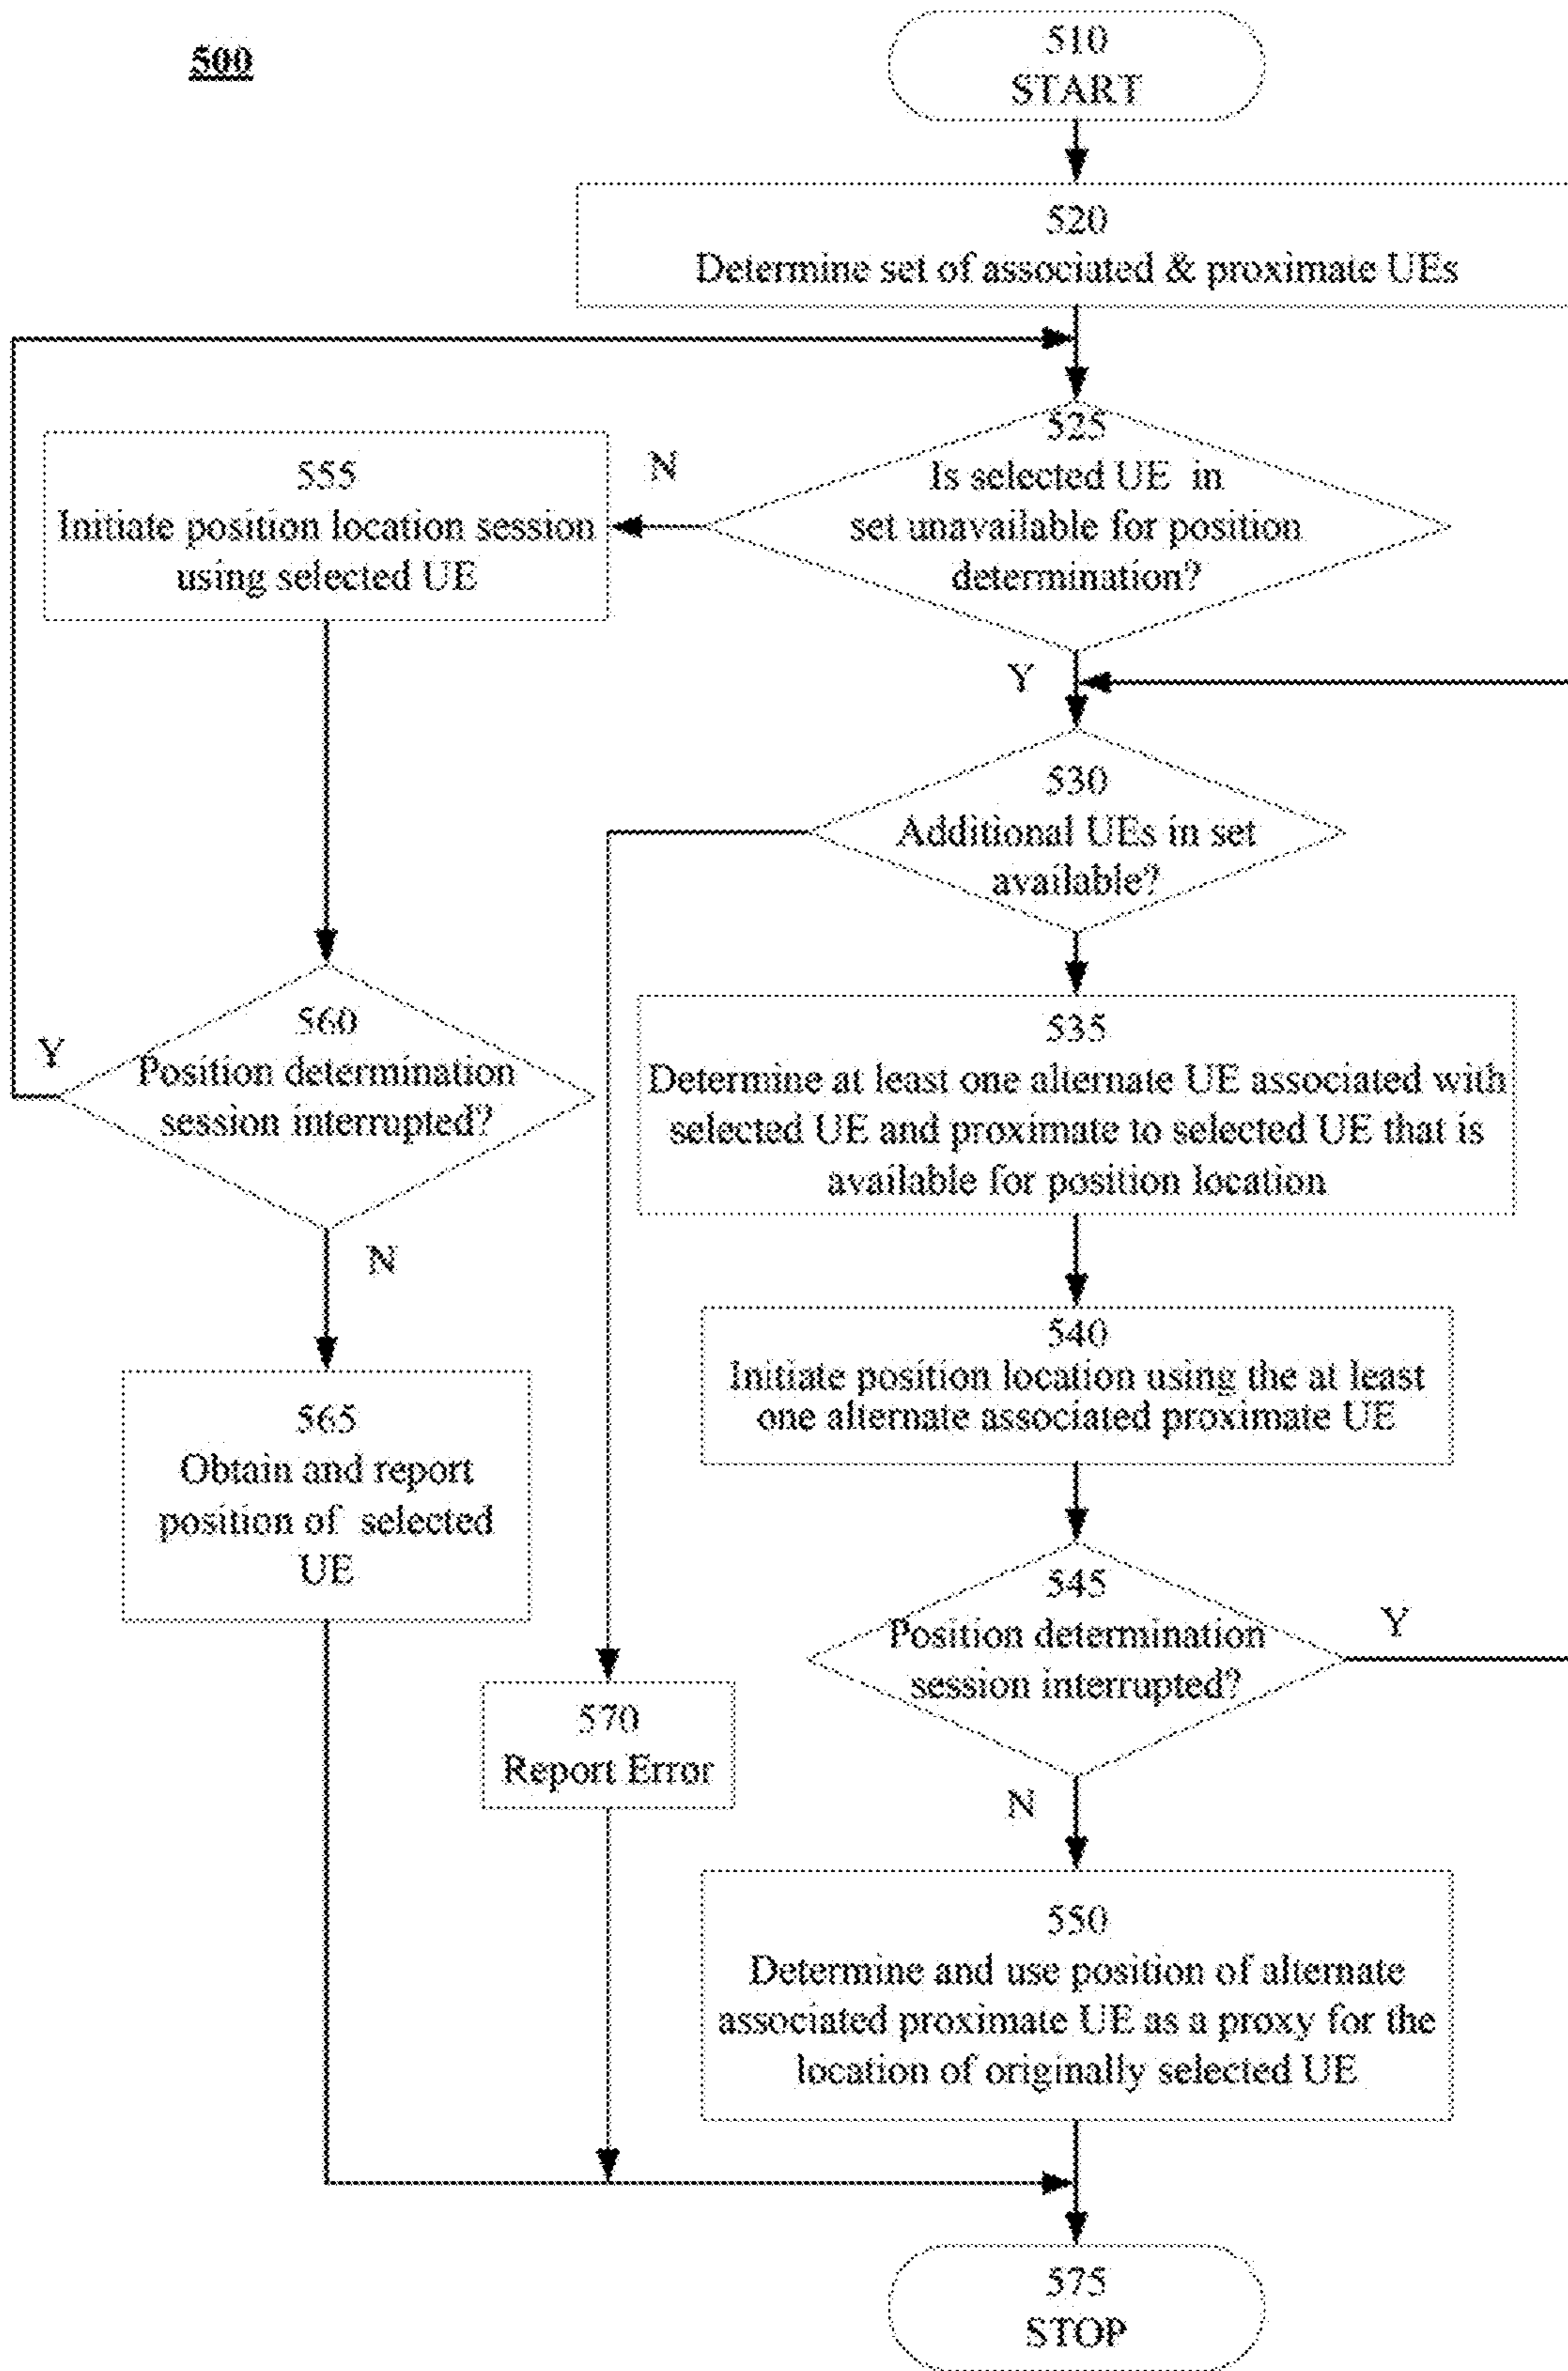 500
510
START
520
Determine set of associated & proximate UEs
525
Is selected UE in
set unavailable for position
determination?
N
555
Initiate position location session
using selected UE
Y
530
Additional UEs in set
available?
560
Position determination
session interrupted?
Y
N
535
Determine at least one alternate UE associated with
selected UE and proximate to selected UE that is
available for position location
540
Initiate position location using the at least
one alternate associated proximate UE
565
Obtain and report
position of selected
UE
545
Position determination
session interrupted?
Y
N
570
Report Error
550
Determine and use position of alternate
associated proximate UE as a proxy for the
location of originally selected UE
575
STOP